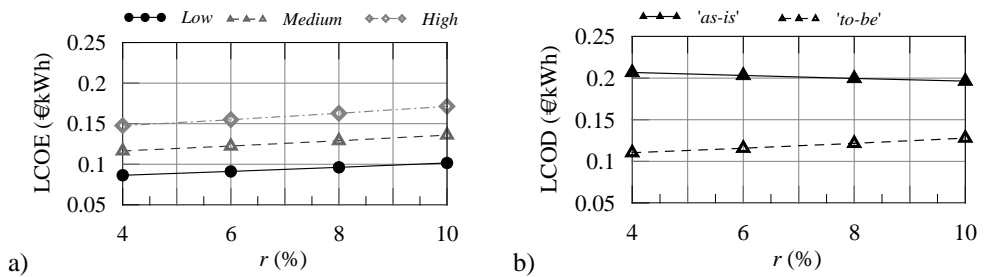 Low Medium High
LCOE (€/kWh)
0.25
0.2
0.15
0.1
0.05
4 6 8 10
r (%)
a)
'as-is' 'to-be'
LCOD (€/kWh)
0.25
0.2
0.15
0.1
0.05
4 6 8 10
r (%)
b)